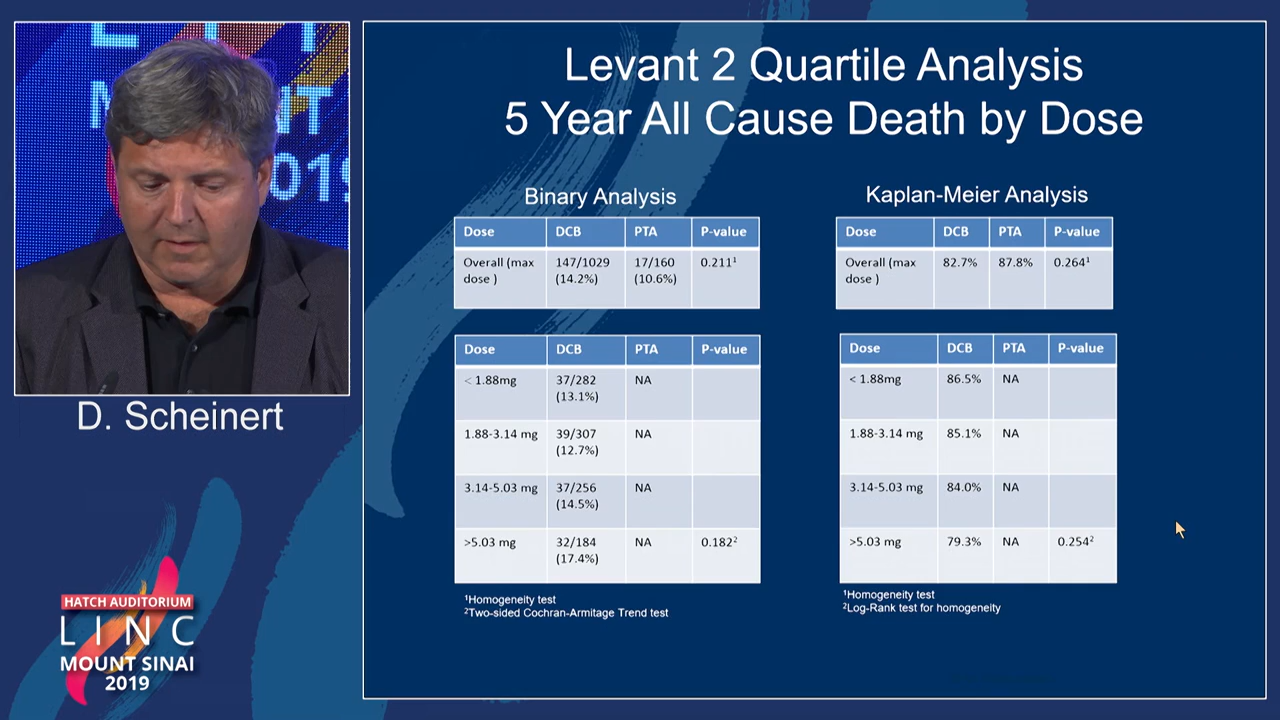 Levant 2 Quartile Analysis
5 Year All Cause Death by Dose
Binary Analysis
Dose DCB PTA P-value
Overall (max 147/1029 17/160 0.211¹
dose ) (14.2%) (10.6%)
Dose DCB PTA P-value
< 1.88mg 37/282 NA
(13.1%)
1.88-3.14 mg 39/307 NA
(12.7%)
3.14-5.03 mg 37/256 NA
(14.5%)
>5.03 mg 32/184 NA 0.182²
(17.4%)
¹Homogeneity test
²Two-sided Cochran-Armitage Trend test
Kaplan-Meier Analysis
Dose DCB PTA P-value
Overall (max 82.7% 87.8% 0.264¹
dose )
Dose DCB PTA P-value
< 1.88mg 86.5% NA
1.88-3.14 mg 85.1% NA
3.14-5.03 mg 84.0% NA
>5.03 mg 79.3% NA 0.254²
¹Homogeneity test
²Log-Rank test for homogeneity
D. Scheinert
HATCH AUDITORIUM
LINC
MOUNT SINAI
2019